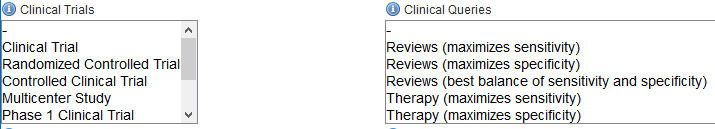 Clinical Trials
-
Clinical Trial
Randomized Controlled Trial
Controlled Clinical Trial
Multicenter Study
Phase 1 Clinical Trial
Clinical Queries
-
Reviews (maximizes sensitivity)
Reviews (maximizes specificity)
Reviews (best balance of sensitivity and specificity)
Therapy (maximizes sensitivity)
Therapy (maximizes specificity)